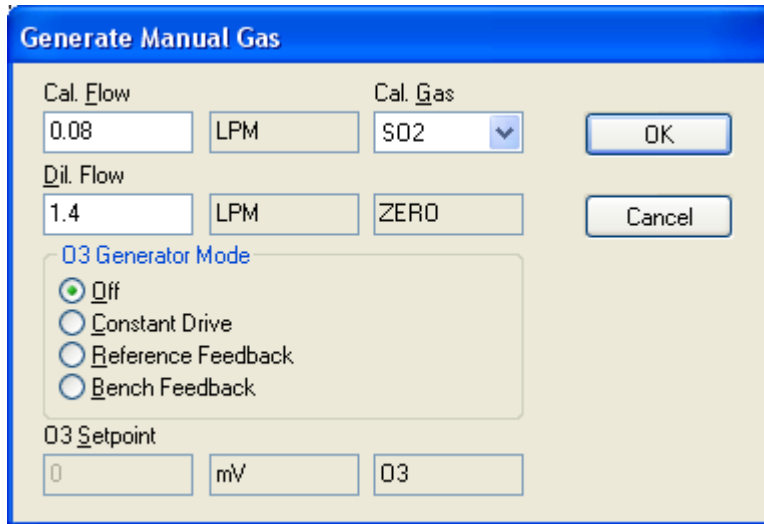 Generate Manual Gas
Cal. Flow Cal. Gas
0.08 LPM SO2 OK
Dil. Flow
1.4 LPM ZERO Cancel
O3 Generator Mode
Off
Constant Drive
Reference Feedback
Bench Feedback
O3 Setpoint
0 mV O3